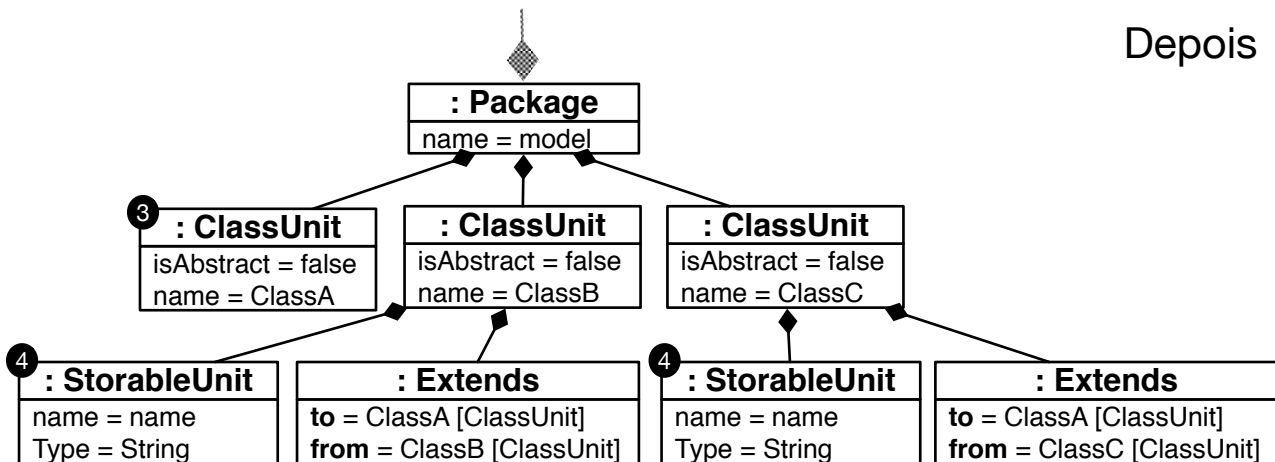 Depois
: Package
name = model
3
: ClassUnit
isAbstract = false
name = ClassA
: ClassUnit
isAbstract = false
name = ClassB
: ClassUnit
isAbstract = false
name = ClassC
4
: StorableUnit
name = name
Type = String
: Extends
to = ClassA [ClassUnit]
from = ClassB [ClassUnit]
4
: StorableUnit
name = name
Type = String
: Extends
to = ClassA [ClassUnit]
from = ClassC [ClassUnit]